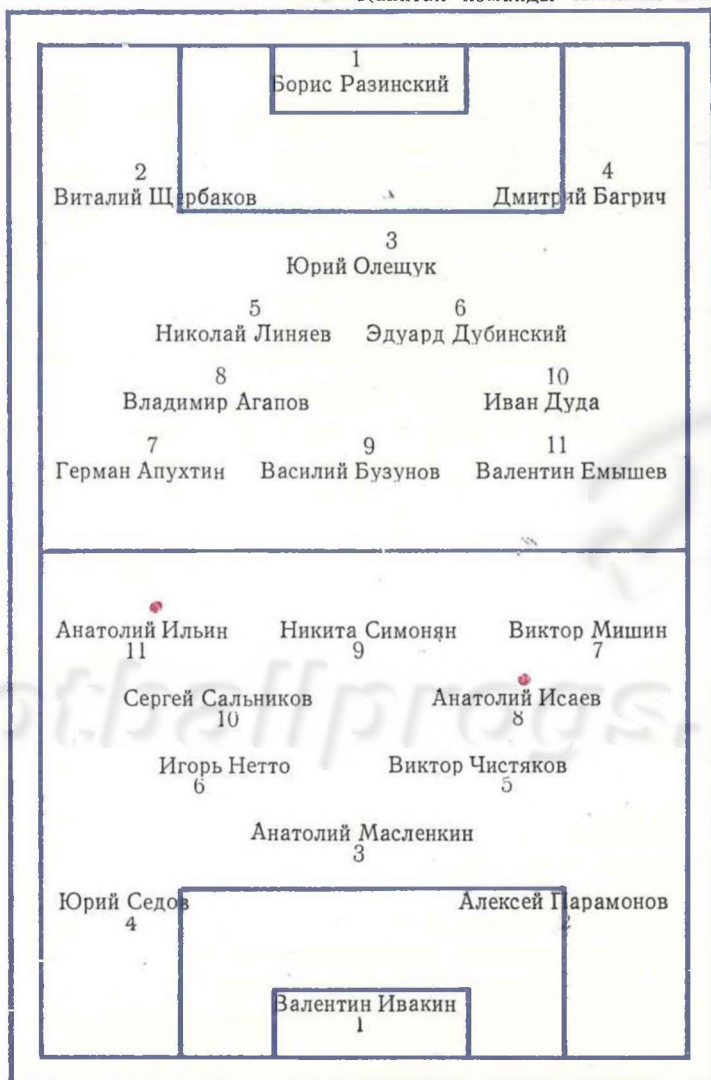 команды
1
Борис Разинский
2 4
Виталий Щербаков Дмитрий Багрич
3
Юрий Олещук
5 6
Николай Линяев Эдуард Дубинский
8 10
Владимир Агапов Иван Дуда
7 9 11
Герман Апухтин Василий Бузунов Валентин Емышев
Анатолий Ильин Никита Симонян Виктор Мишин
11 9 7
Сергей Сальников Анатолий Исаев
10 8
Игорь Нетто Виктор Чистяков
6 5
Анатолий Масленкин
3
Юрий Седов Алексей Парамонов
4 2
Валентин Ивакин
1
otballprogs.